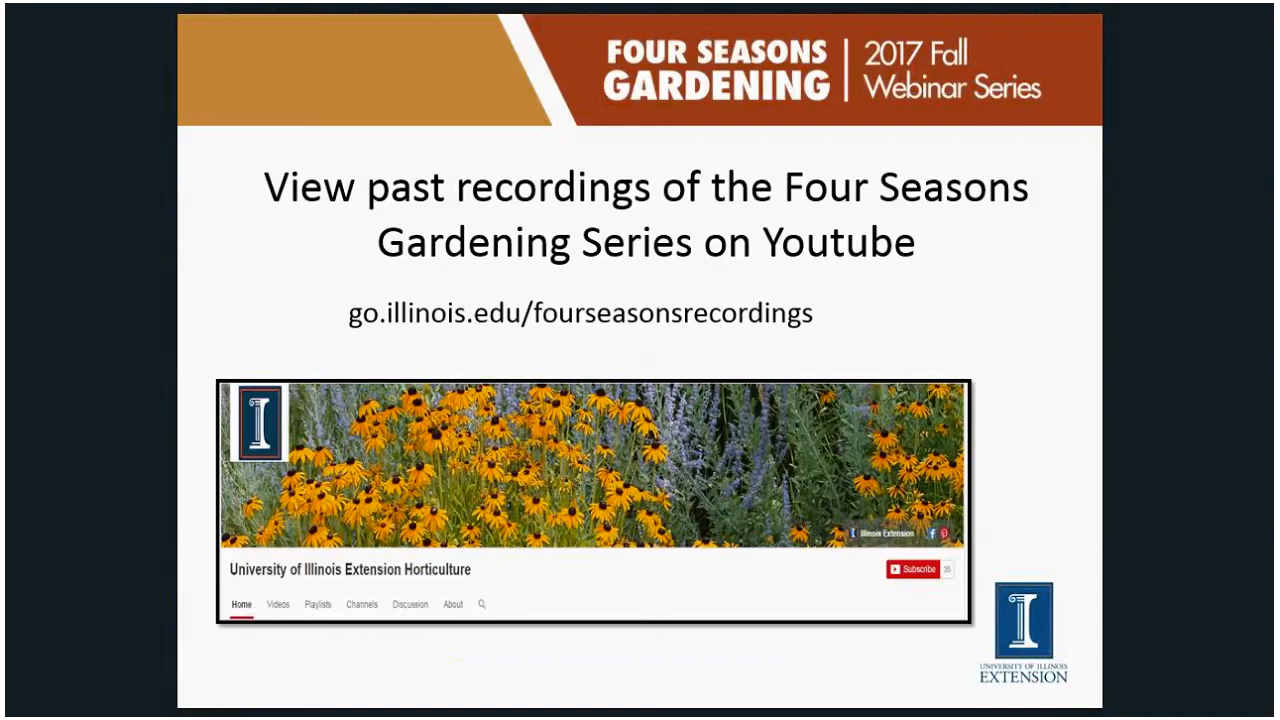 FOUR SEASONS
GARDENING
2017 Fall
Webinar Series
View past recordings of the Four Seasons
Gardening Series on Youtube
go.illinois.edu/fourseasonsrecordings
Illinois Extension
University of Illinois Extension Horticulture
Subscribe 35
Home Videos Playlists Channels Discussion About
UNIVERSITY OF ILLINOIS
EXTENSION